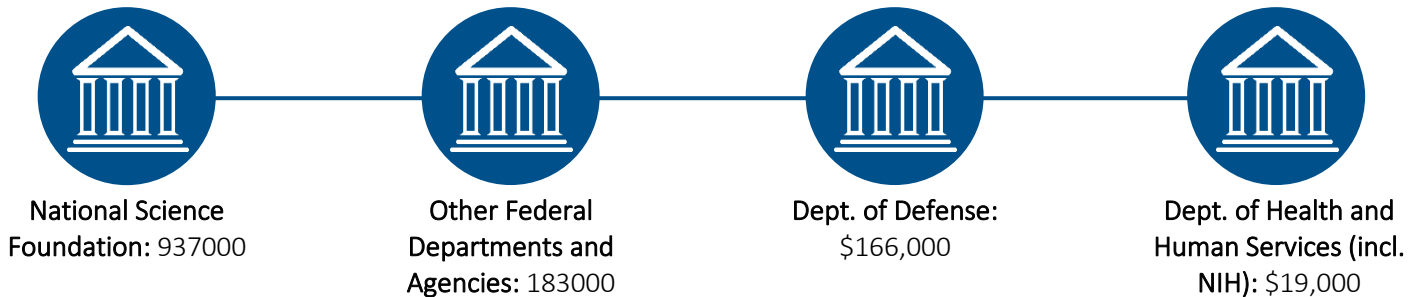 National Science
Foundation: 937000
Other Federal
Departments and
Agencies: 183000
Dept. of Defense:
$166,000
Dept. of Health and
Human Services (incl.
NIH): $19,000